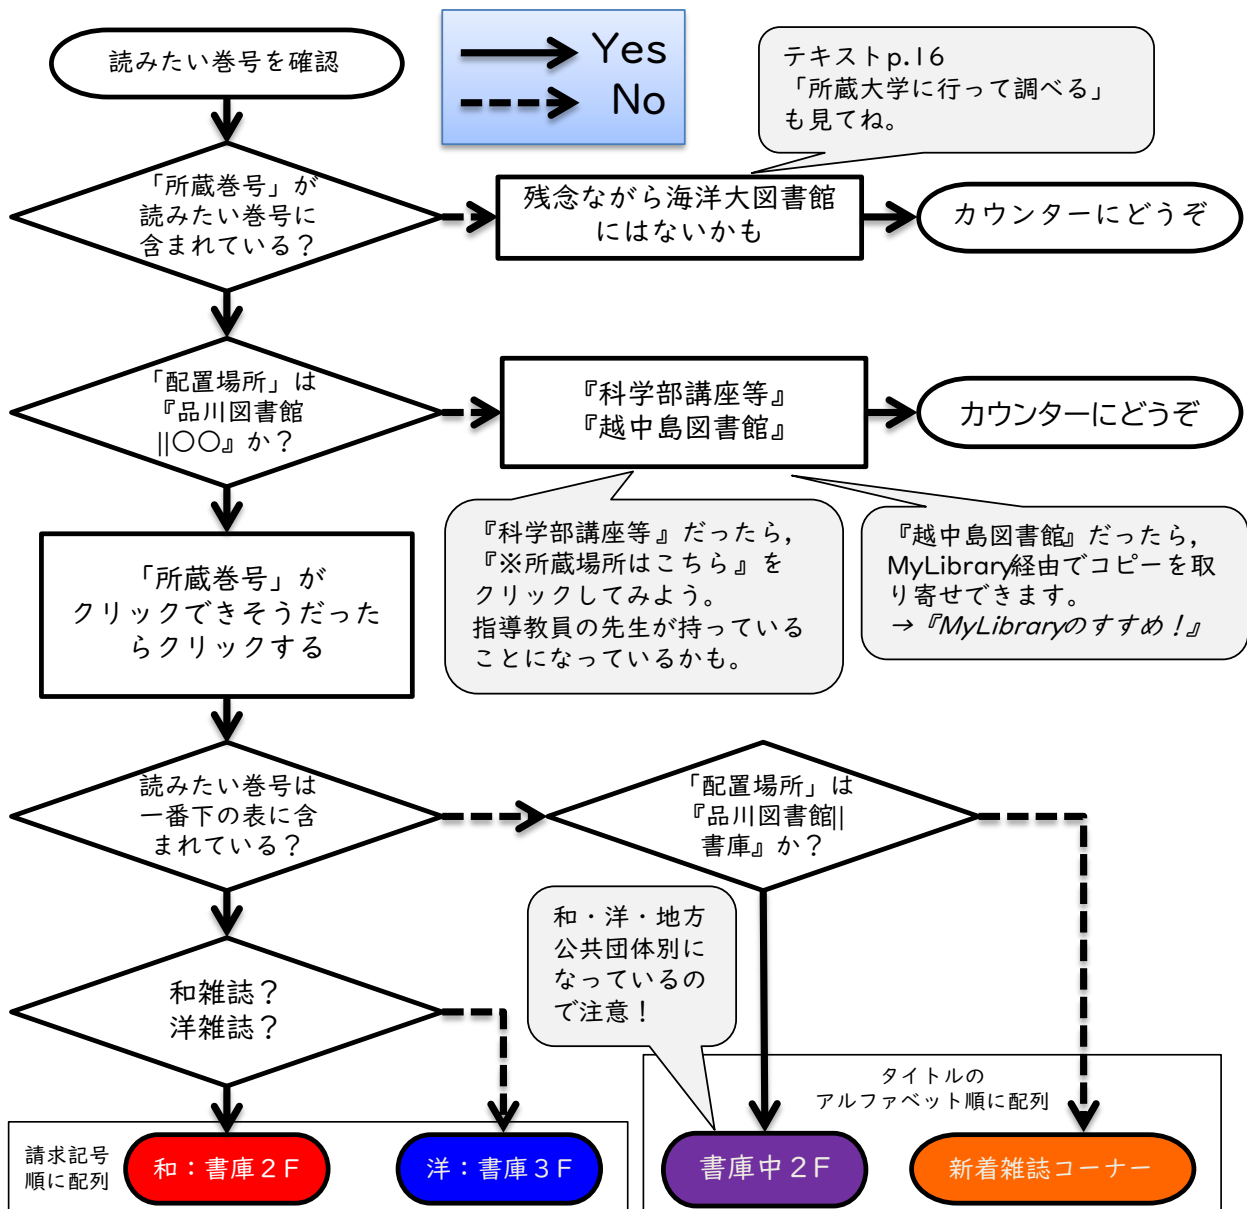 読みたい巻号を確認
Yes
No
テキストp.16
「所蔵大学に行って調べる」
も見てね。
「所蔵巻号」が
読みたい巻号に
含まれている？
残念ながら海洋大図書館
にはないかも
カウンターにどうぞ
「配置場所」は
『品川図書館
||〇〇』か？
『科学部講座等』
『越中島図書館』
カウンターにどうぞ
『科学部講座等』だったら，
『※所蔵場所はこちら』を
クリックしてみよう。
指導教員の先生が持っている
ことになっているかも。
『越中島図書館』だったら，
MyLibrary経由でコピーを取
り寄せできます。
→『MyLibraryのすすめ！』
「所蔵巻号」が
クリックできそうだった
らクリックする
読みたい巻号は
一番下の表に含
まれている？
「配置場所」は
『品川図書館||
書庫』か？
和・洋・地方
公共団体別に
なっているの
で注意！
和雑誌？
洋雑誌？
タイトルの
アルファベット順に配列
請求記号
順に配列
和：書庫２F
洋：書庫３F
書庫中２F
新着雑誌コーナー